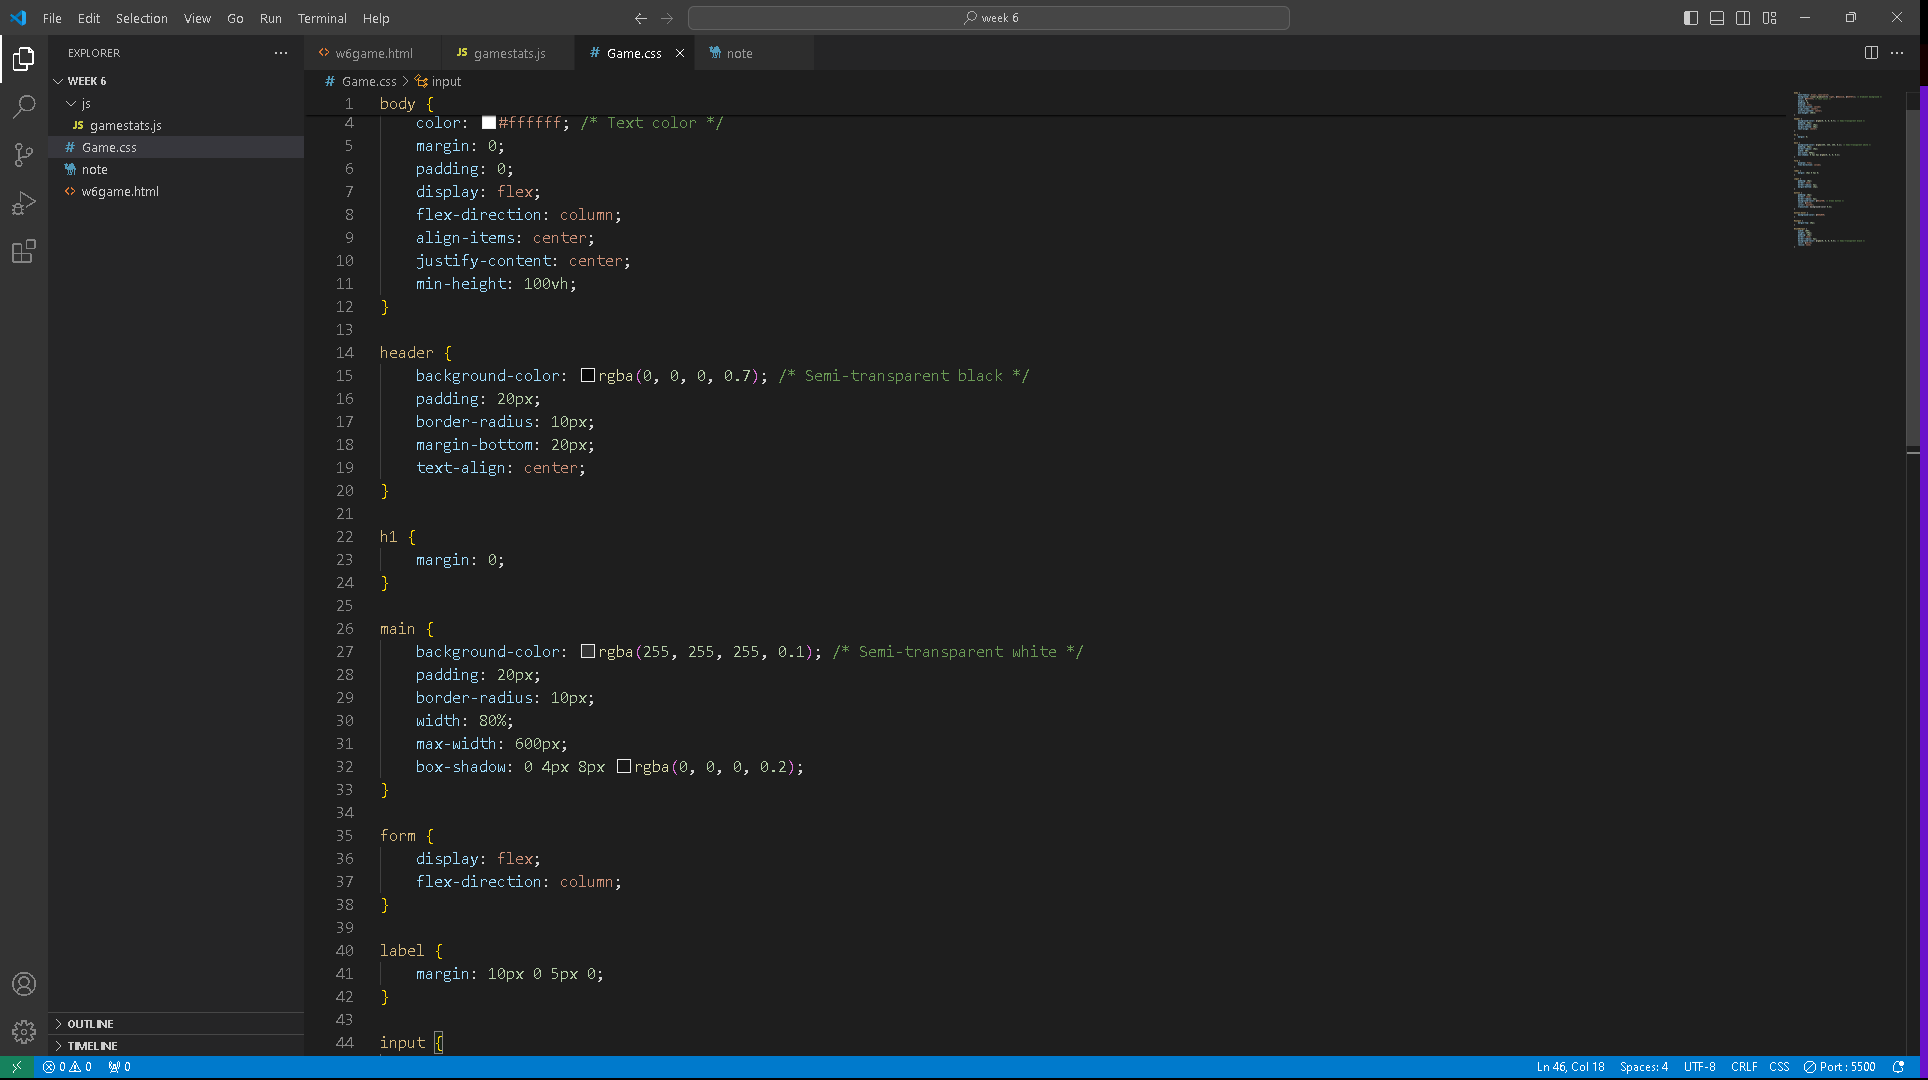 File Edit Selection View Go Run Terminal Help
week 6
EXPLORER
WEEK 6
js
JS gamestats.js
# Game.css
note
w6game.html
OUTLINE
TIMELINE
w6game.html JS gamestats.js # Game.css note
# Game.css > input
1 body {
4 color: #ffffff; /* Text color */
5 margin: 0;
6 padding: 0;
7 display: flex;
8 flex-direction: column;
9 align-items: center;
10 justify-content: center;
11 min-height: 100vh;
12 }
13
14 header {
15 background-color: rgba(0, 0, 0, 0.7); /* Semi-transparent black */
16 padding: 20px;
17 border-radius: 10px;
18 margin-bottom: 20px;
19 text-align: center;
20 }
21
22 h1 {
23 margin: 0;
24 }
25
26 main {
27 background-color: rgba(255, 255, 255, 0.1); /* Semi-transparent white */
28 padding: 20px;
29 border-radius: 10px;
30 width: 80%;
31 max-width: 600px;
32 box-shadow: 0 4px 8px rgba(0, 0, 0, 0.2);
33 }
34
35 form {
36 display: flex;
37 flex-direction: column;
38 }
39
40 label {
41 margin: 10px 0 5px 0;
42 }
43
44 input {
0 0 0 Ln 46, Col 18 Spaces: 4 UTF-8 CRLF CSS Port : 5500